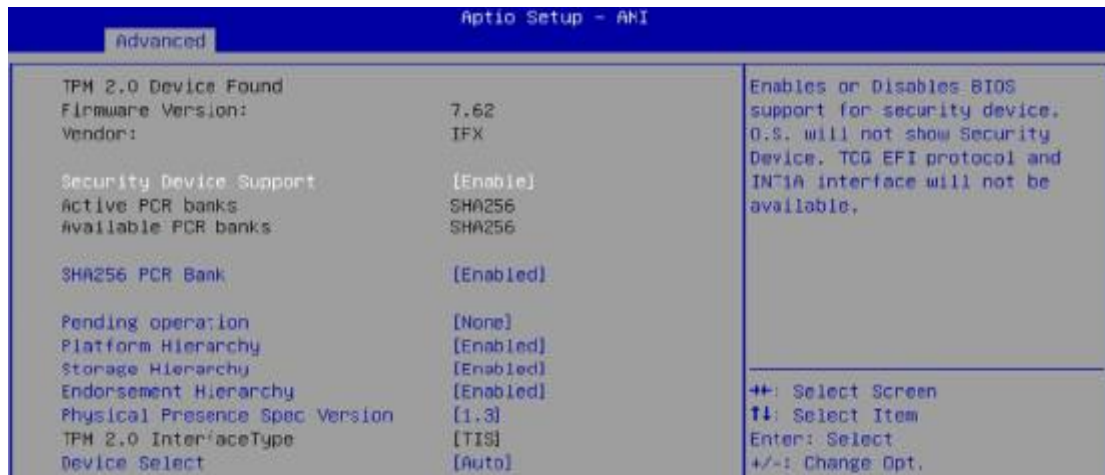 Aptio Setup - AMI
Advanced
TPM 2.0 Device Found
Firmware Version: 7.62
Vendor: IFX
Security Device Support [Enable]
Active PCR banks SHA256
Available PCR banks SHA256
SHA256 PCR Bank [Enabled]
Pending operation [None]
Platform Hierarchy [Enabled]
Storage Hierarchy [Enabled]
Endorsement Hierarchy [Enabled]
Physical Presence Spec Version [1.3]
TPM 2.0 InterfaceType [TIS]
Device Select [Auto]
Enables or Disables BIOS
support for security device.
O.S. will not show Security
Device. TCG EFI protocol and
INT1A interface will not be
available.
→←: Select Screen
↑↓: Select Item
Enter: Select
+/-: Change Opt.